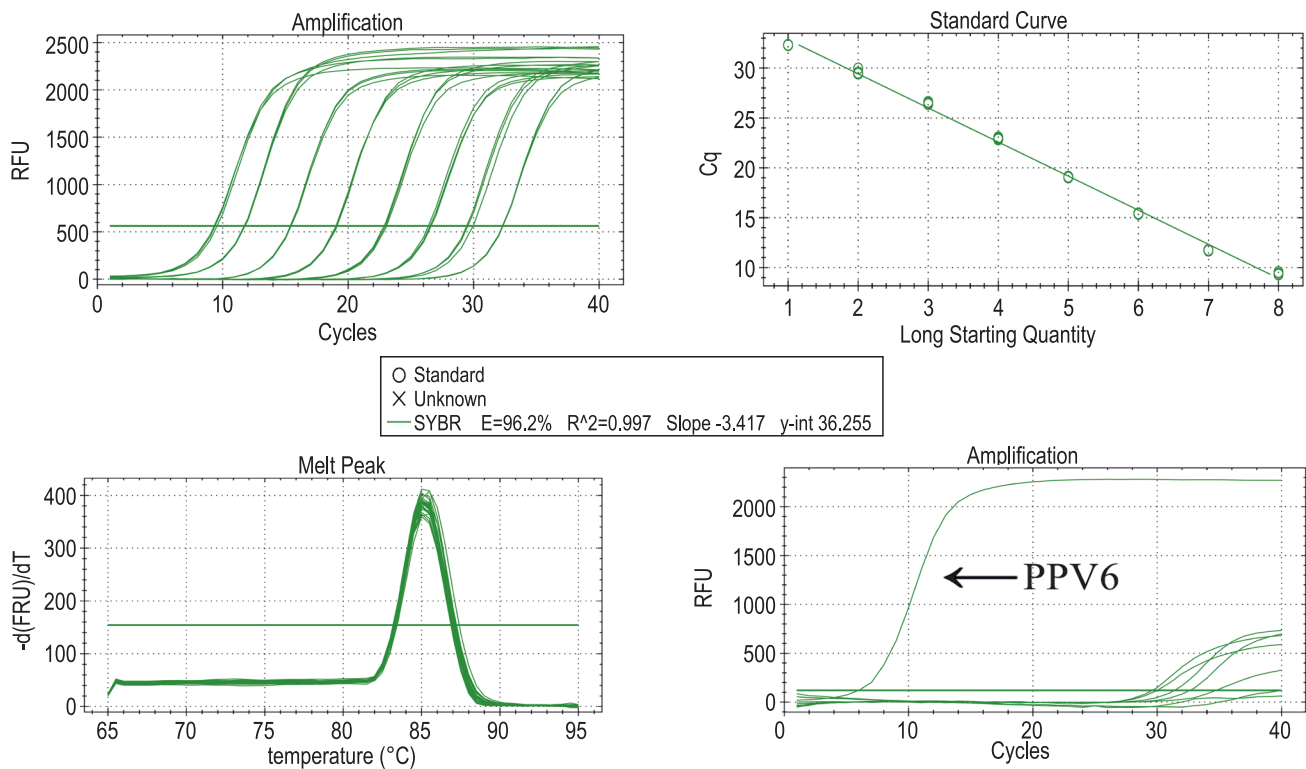 Amplification
2500
2000
1500
1000
500
0
RFU
0 10 20 30 40
Cycles
Standard Curve
30
25
20
15
10
Cq
1 2 3 4 5 6 7 8
Long Starting Quantity
Standard
Unknown
SYBR E=96.2% R^2=0.997 Slope -3.417 y-int 36.255
Melt Peak
400
300
200
100
0
-d(FRU)/dT
65 70 75 80 85 90 95
temperature (°C)
Amplification
2000
1500
1000
500
0
RFU
PPV6
0 10 20 30 40
Cycles